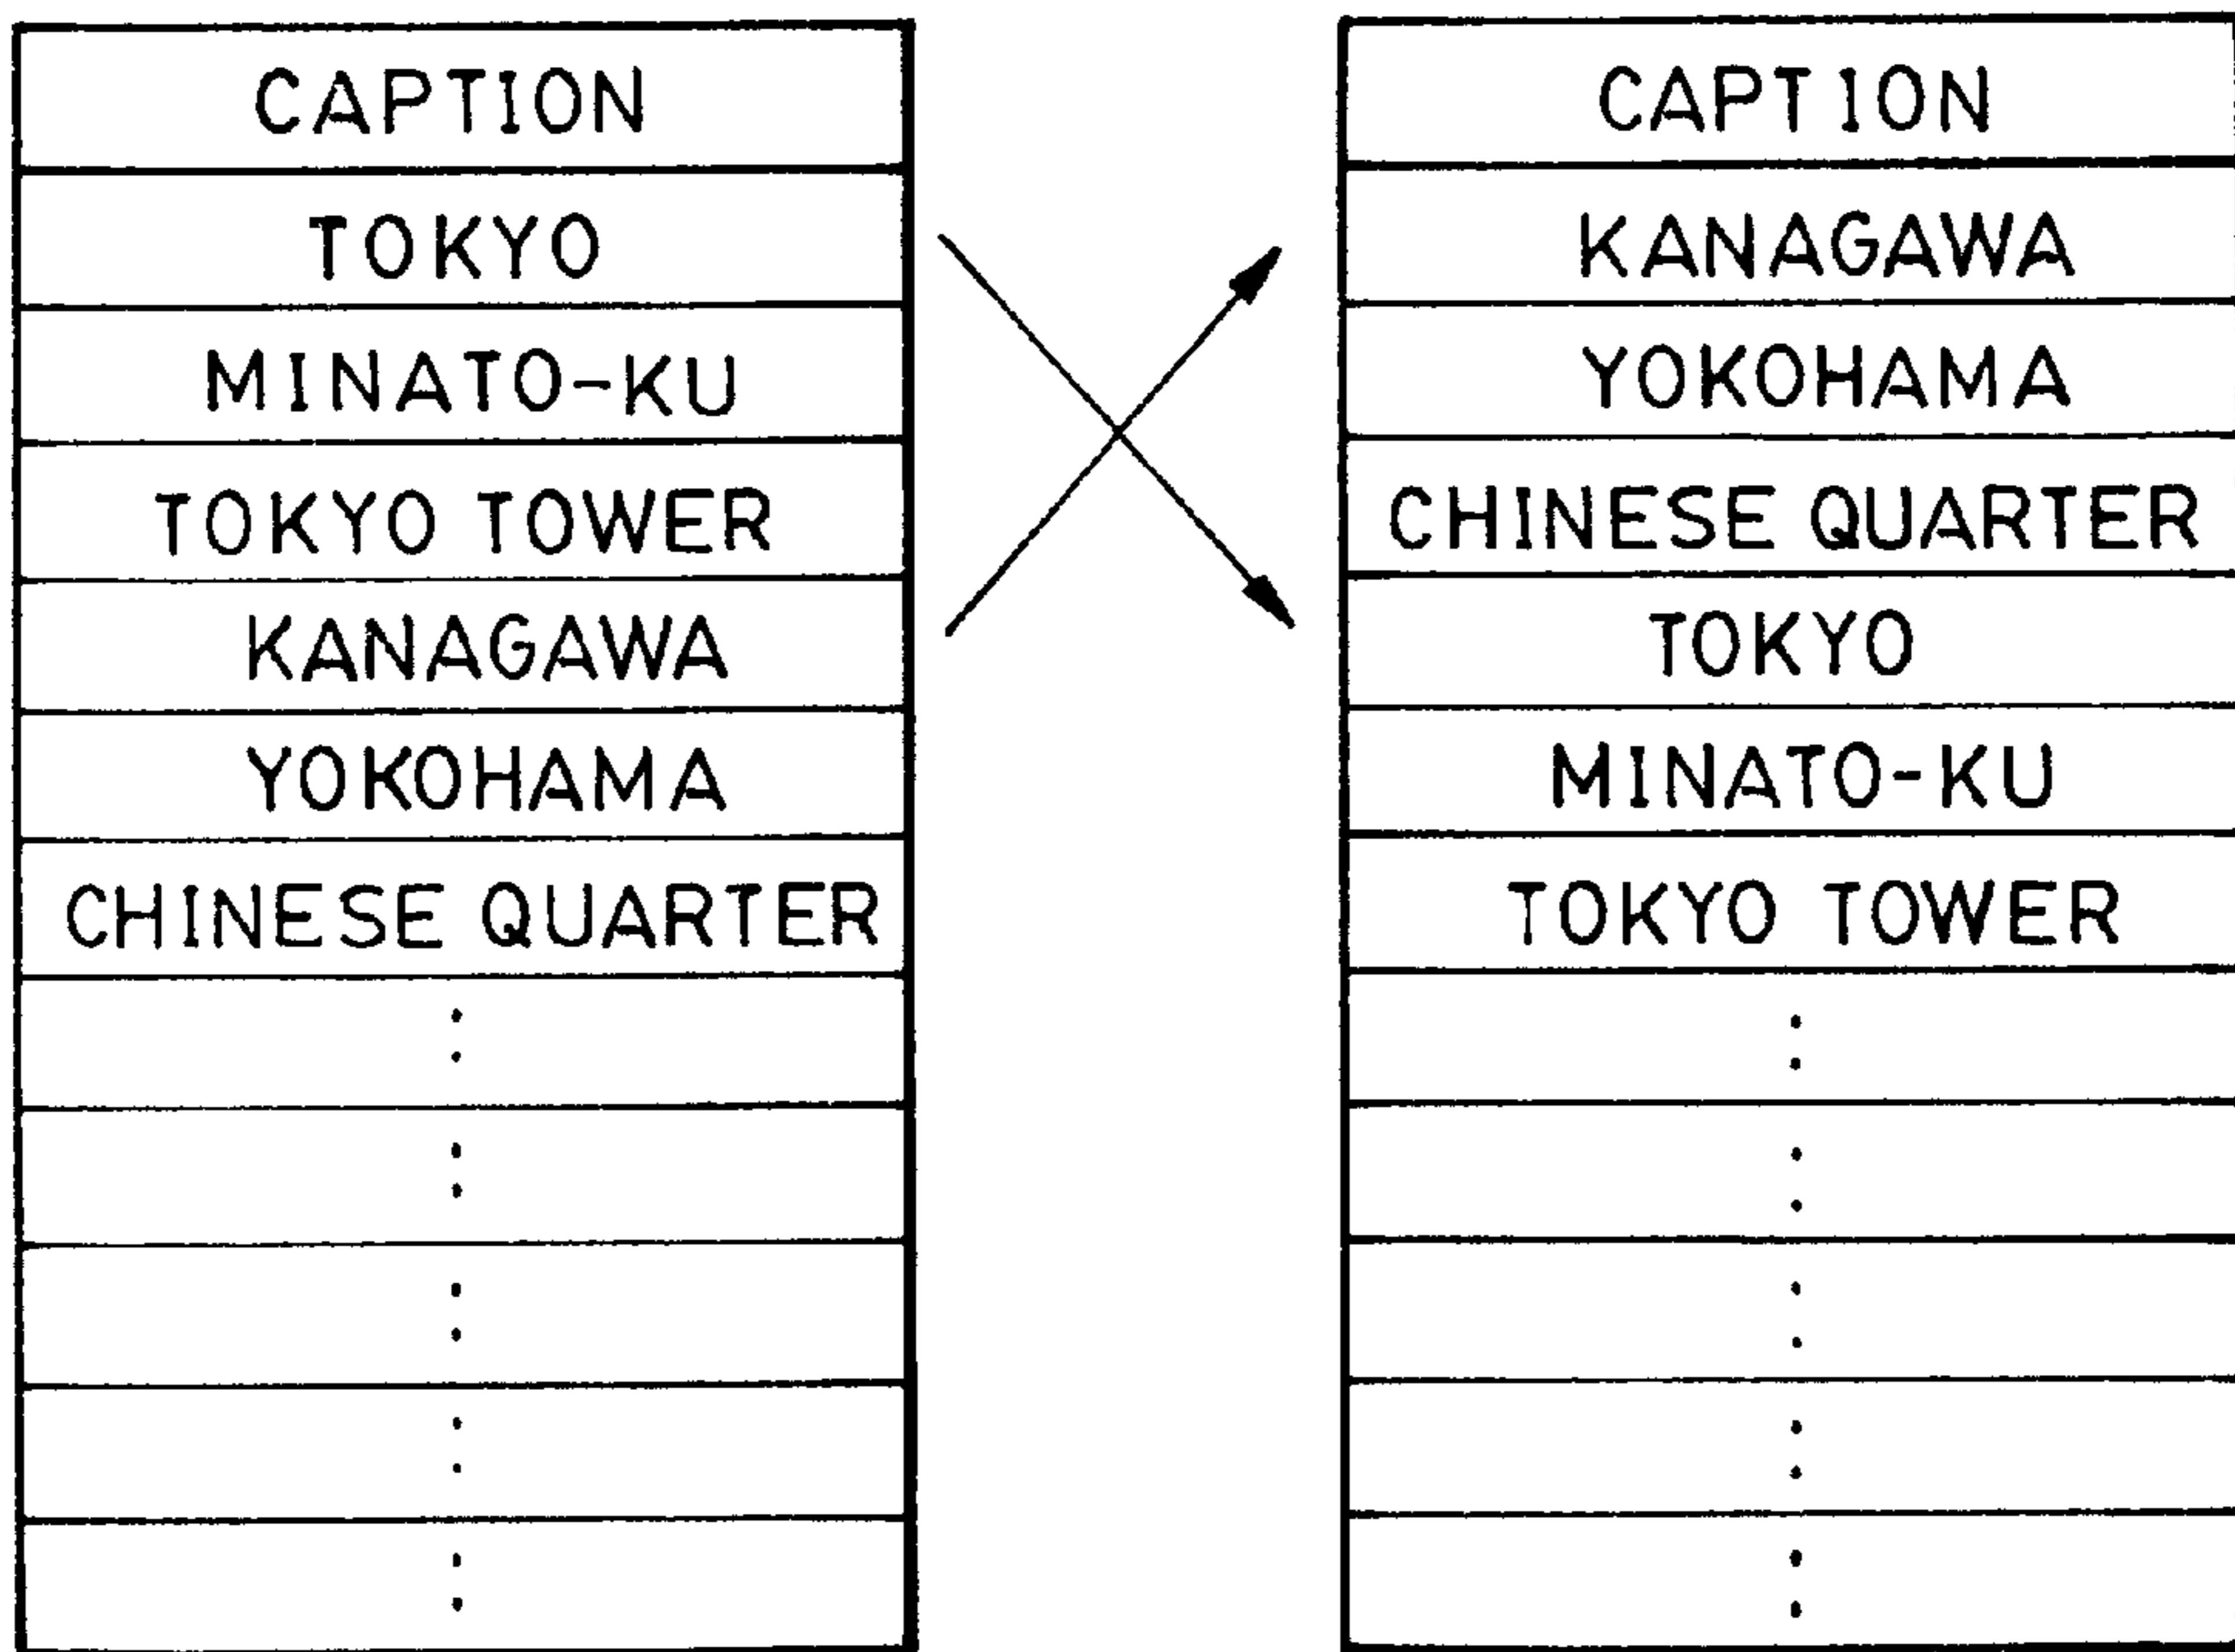 CAPTION
TOKYO
MINATO-KU
TOKYO TOWER
KANAGAWA
YOKOHAMA
CHINESE QUARTER
CAPTION
KANAGAWA
YOKOHAMA
CHINESE QUARTER
TOKYO
MINATO-KU
TOKYO TOWER